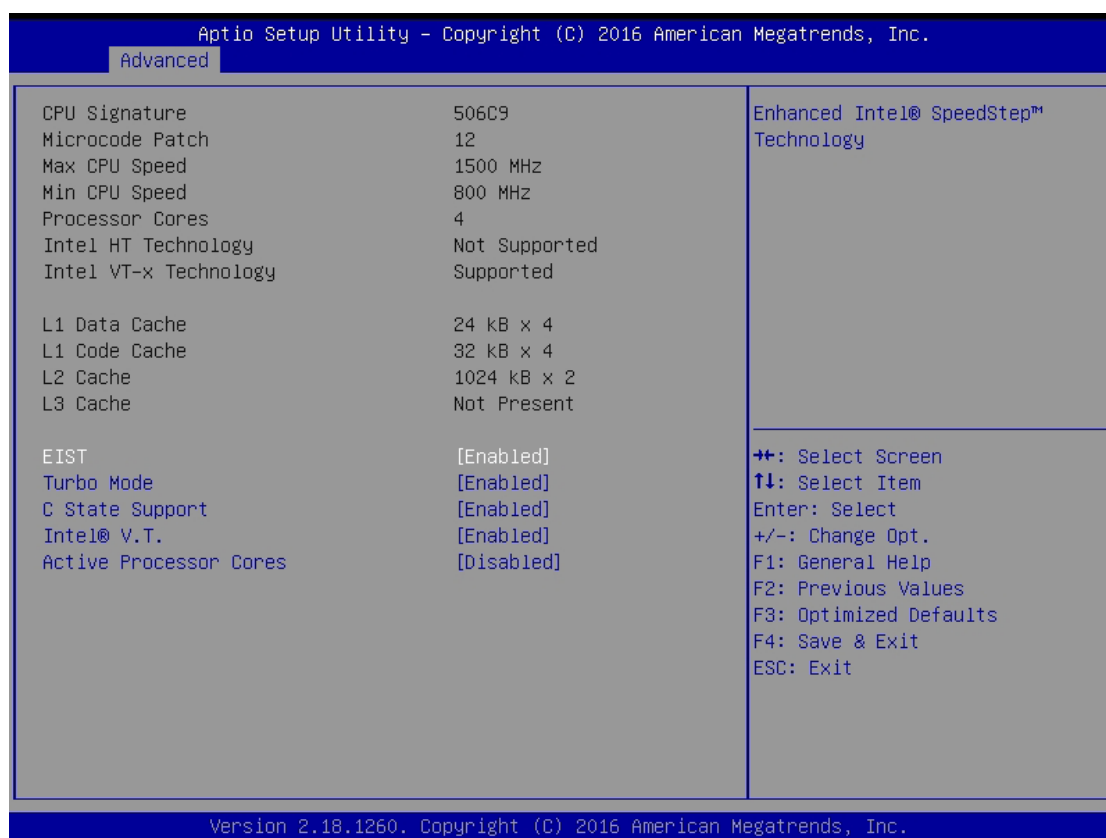 Aptio Setup Utility – Copyright (C) 2016 American Megatrends, Inc.
Advanced
CPU Signature 506C9
Microcode Patch 12
Max CPU Speed 1500 MHz
Min CPU Speed 800 MHz
Processor Cores 4
Intel HT Technology Not Supported
Intel VT-x Technology Supported
L1 Data Cache 24 kB x 4
L1 Code Cache 32 kB x 4
L2 Cache 1024 kB x 2
L3 Cache Not Present
EIST [Enabled]
Turbo Mode [Enabled]
C State Support [Enabled]
Intel® V.T. [Enabled]
Active Processor Cores [Disabled]
Enhanced Intel® SpeedStep™
Technology
→←: Select Screen
↑↓: Select Item
Enter: Select
+/-: Change Opt.
F1: General Help
F2: Previous Values
F3: Optimized Defaults
F4: Save & Exit
ESC: Exit
Version 2.18.1260. Copyright (C) 2016 American Megatrends, Inc.